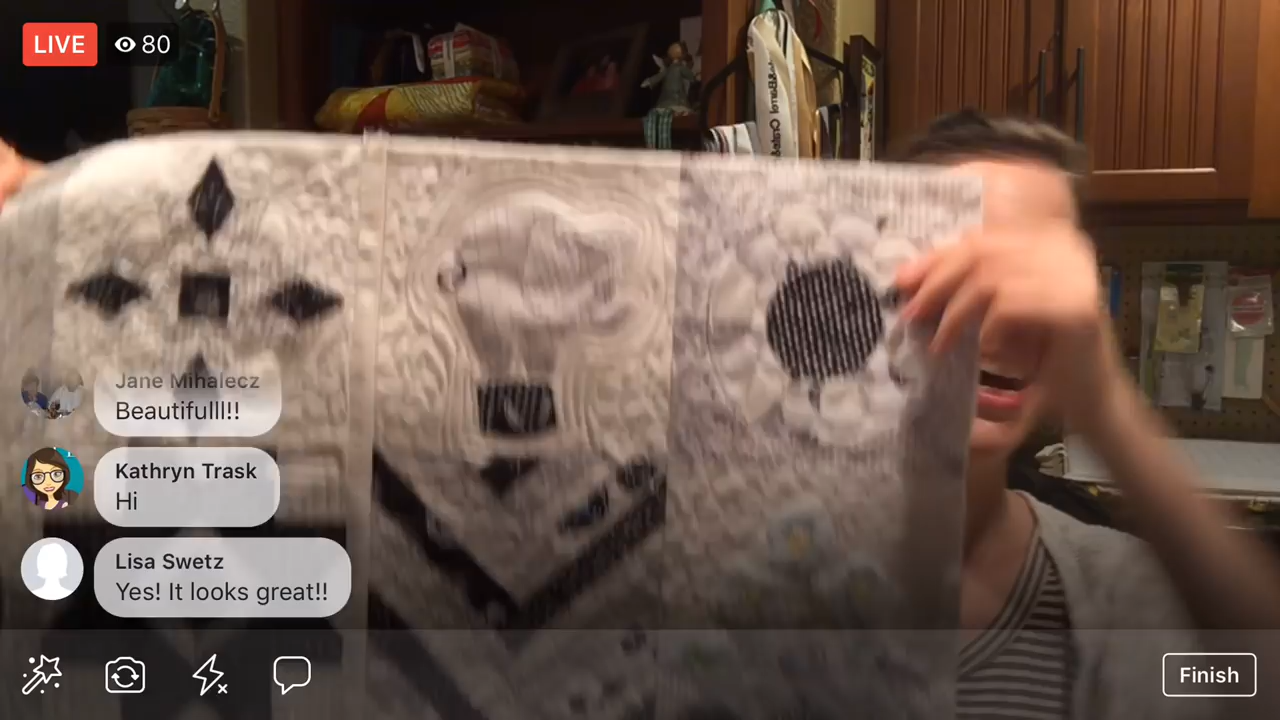 LIVE
80
Jane Mihalecz
Beautifulll!!
Kathryn Trask
Hi
Lisa Swetz
Yes! It looks great!!
Finish